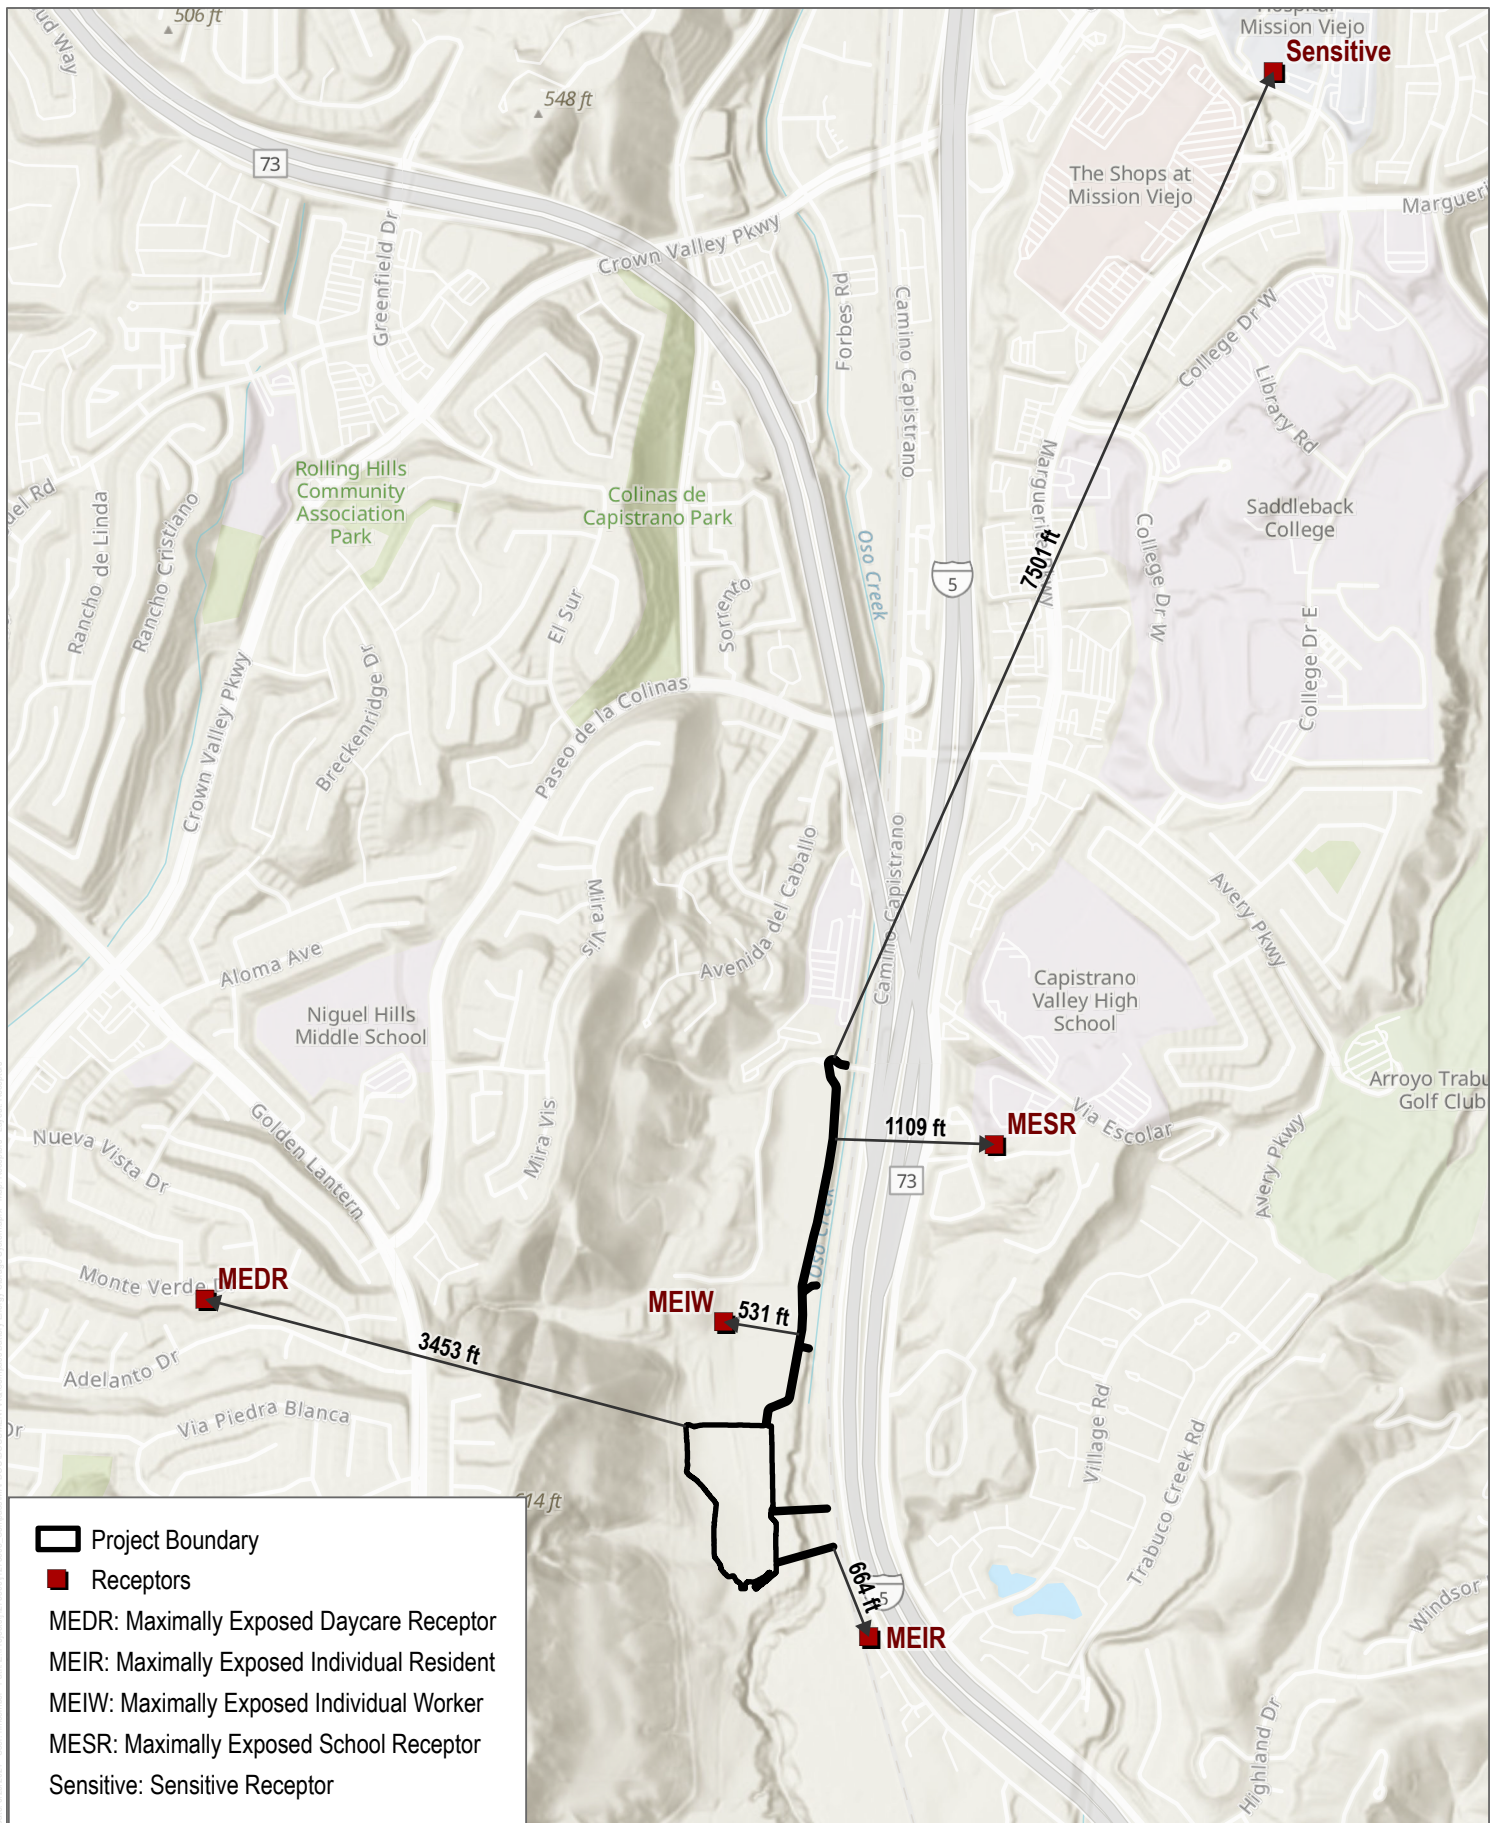 506 ft
548 ft
Mission Viejo
Sensitive
73
The Shops at
Mission Viejo
Crown Valley Pkwy
Greenfield Dr
Forbes Rd
Camino Capistrano
College Dr W
Library Rd
Rolling Hills
Community
Association
Park
Colinas de
Capistrano Park
Saddleback
College
Rancho de Linda
Rancho Cristiano
Oso Creek
7501 ft
5
College Dr W
El Sur
Sorrento
College Dr E
Crown Valley Pkwy
Breckenridge Dr
Paseo de la Colinas
Avenida del Caballo
Camino Capistrano
Mira Vis
Avery Pkwy
Aloma Ave
Niguel Hills
Middle School
Capistrano
Valley High
School
Golf Club
Nueva Vista Dr
Golden Lantern
Mira Vis
1109 ft
MESR
Via Escolar
Avery Pkwy
73
Oso Creek
Monte Verde
MEDR
MEIW
531 ft
3453 ft
Adelanto Dr
Via Piedra Blanca
Village Rd
Trabuco Creek Rd
664 ft
5
MEIR
Windsor
Highland Dr
Project Boundary
Receptors
MEDR: Maximally Exposed Daycare Receptor
MEIR: Maximally Exposed Individual Resident
MEIW: Maximally Exposed Individual Worker
MESR: Maximally Exposed School Receptor
Sensitive: Sensitive Receptor